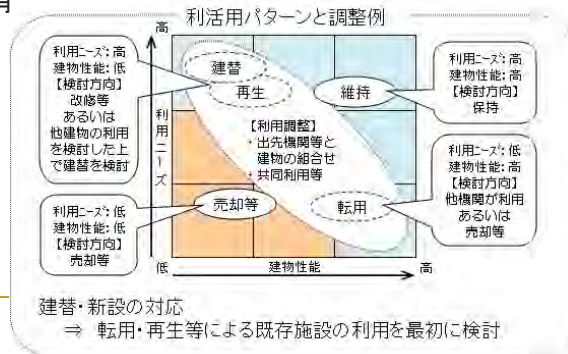 利活用パターンと調整例
高
利用ニーズ: 高
建物性能: 低
【検討方向】
改修等
あるいは
他建物の利用
を検討した上
で建替を検討
利用ニーズ: 低
建物性能: 低
【検討方向】
売却等
利用ニーズ
建替
再生
維持
【利用調整】
・出先機関等と
建物の組合せ
・共同利用等
売却等
転用
利用ニーズ: 高
建物性能: 高
【検討方向】
保持
利用ニーズ: 低
建物性能: 高
【検討方向】
他機関が利用
あるいは
売却等
低
建物性能
高
建替・新設の対応
⇒ 転用・再生等による既存施設の利用を最初に検討